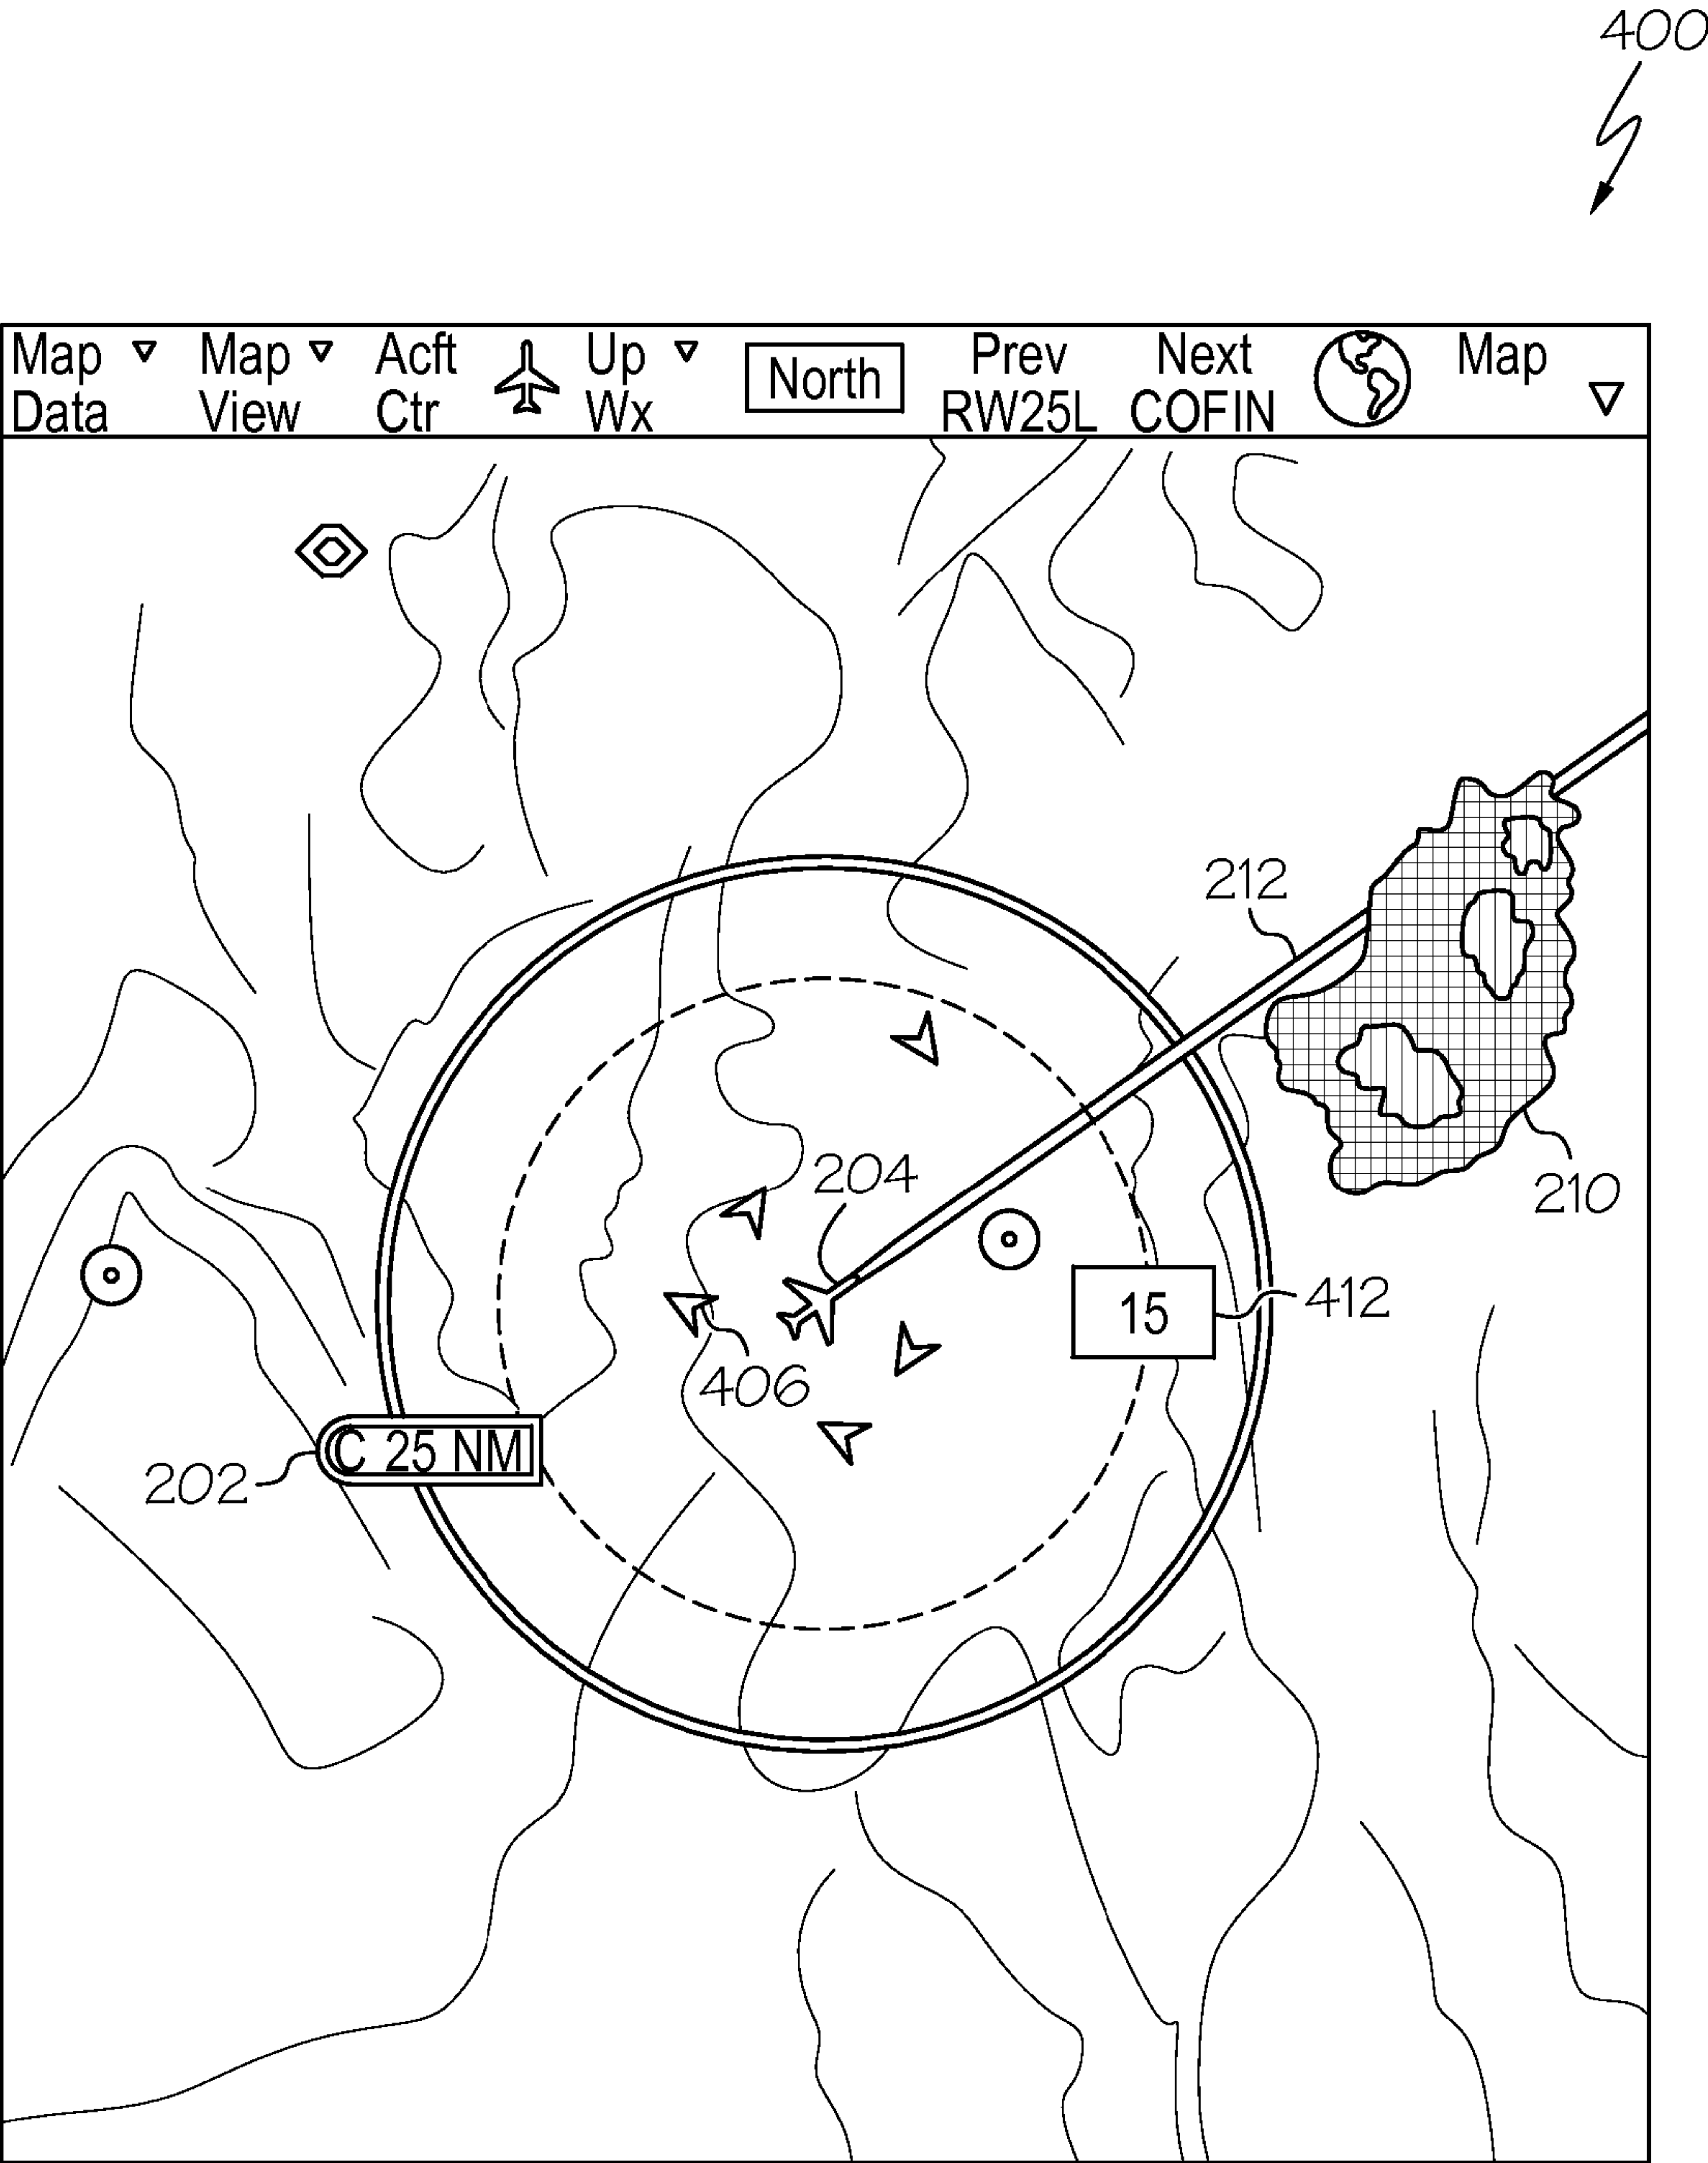 400
Map Map Acft Up North Prev Next Map
Data View Ctr Wx RW25L COFIN
212
204
210
15
412
406
C 25 NM
202